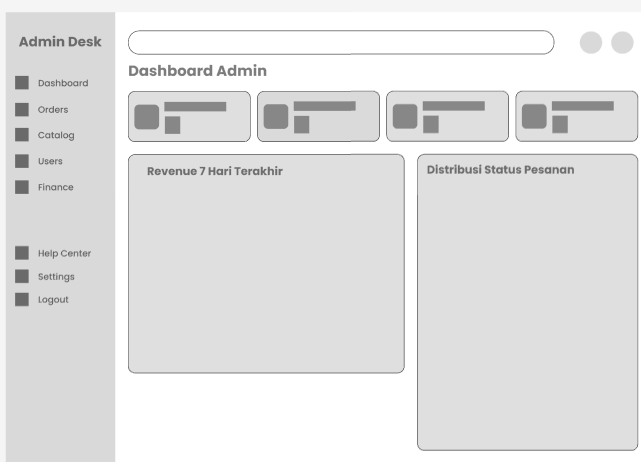 Admin Desk
Dashboard
Orders
Catalog
Users
Finance
Help Center
Settings
Logout
Dashboard Admin
Revenue 7 Hari Terakhir
Distribusi Status Pesanan